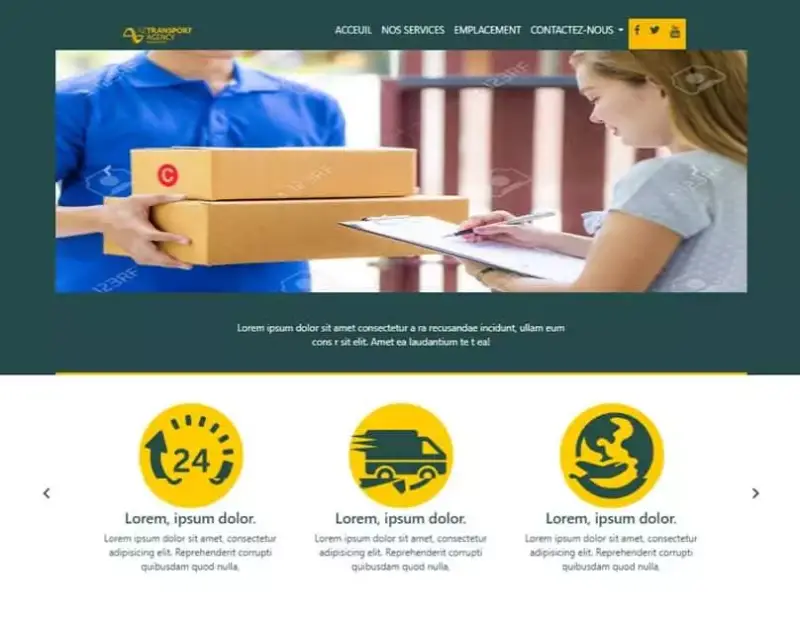 TRANSPORT
AGENCY
ACCEUIL NOS SERVICES EMPLACEMENT CONTACTEZ-NOUS
123RF
123RF
123RF
123RF
C
Lorem ipsum dolor sit amet consectetur a ra recusandae incidunt, ullam eum
cons r sit elit. Amet ea laudantium te t ea!
24
Lorem, ipsum dolor.
Lorem, ipsum dolor.
Lorem, ipsum dolor.
Lorem ipsum dolor sit amet, consectetur
adipisicing elit. Reprehenderit corrupti
quibusdam quod nulla.
Lorem ipsum dolor sit amet, consectetur
adipisicing elit. Reprehenderit corrupti
quibusdam quod nulla.
Lorem ipsum dolor sit amet, consectetur
adipisicing elit. Reprehenderit corrupti
quibusdam quod nulla.